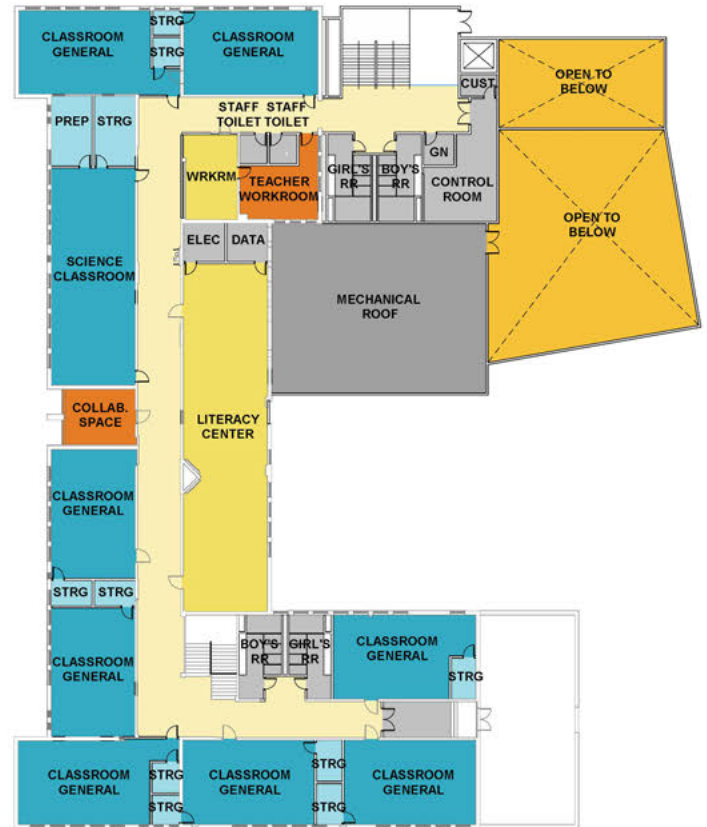 CLASSROOM
GENERAL
STRG
STRG
CLASSROOM
GENERAL
CUST.
OPEN TO
BELOW
STAFF
TOILET
STAFF
TOILET
PREP
STRG
GN
WRKRM
TEACHER
WORKROOM
GIRL'S
RR
BOY'S
RR
CONTROL
ROOM
OPEN TO
BELOW
ELEC
DATA
SCIENCE
CLASSROOM
MECHANICAL
ROOF
COLLAB.
SPACE
LITERACY
CENTER
CLASSROOM
GENERAL
STRG
STRG
BOY'S
RR
GIRL'S
RR
CLASSROOM
GENERAL
CLASSROOM
GENERAL
STRG
CLASSROOM
GENERAL
STRG
STRG
CLASSROOM
GENERAL
STRG
STRG
CLASSROOM
GENERAL